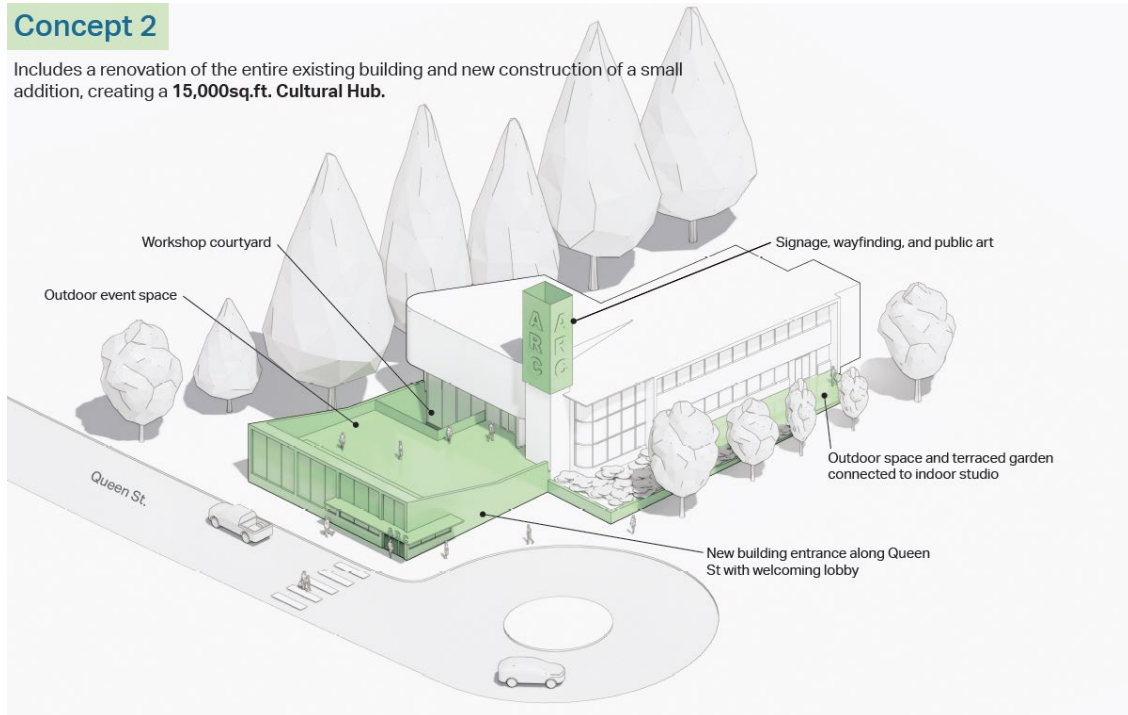 Concept 2
Includes a renovation of the entire existing building and new construction of a small
addition, creating a 15,000sq.ft. Cultural Hub.
Workshop courtyard
Signage, wayfinding, and public art
Outdoor event space
ARC
ARC
Outdoor space and terraced garden
connected to indoor studio
Queen St.
ARC
New building entrance along Queen
St with welcoming lobby